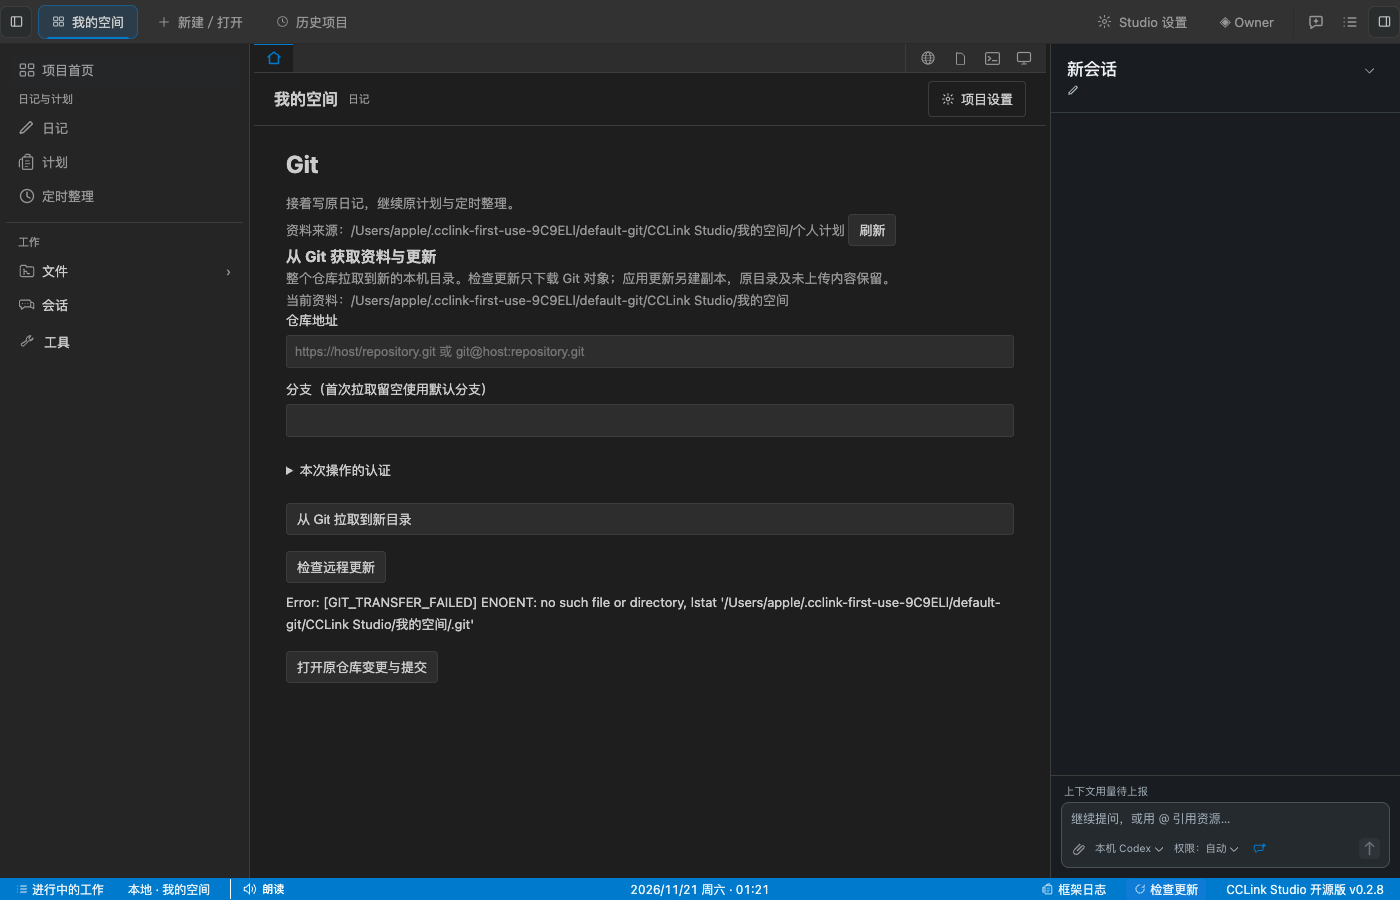 我的空间
新建 / 打开
历史项目
Studio 设置
Owner
项目首页
日记与计划
日记
计划
定时整理
工作
文件
会话
工具
我的空间 日记
项目设置
Git
接着写原日记，继续原计划与定时整理。
资料来源：/Users/apple/.cclink-first-use-9C9ELl/default-git/CCLink Studio/我的空间/个人计划 刷新
从 Git 获取资料与更新
整个仓库拉取到新的本机目录。检查更新只下载 Git 对象；应用更新另建副本，原目录及未上传内容保留。
当前资料：/Users/apple/.cclink-first-use-9C9ELl/default-git/CCLink Studio/我的空间
仓库地址
https://host/repository.git 或 git@host:repository.git
分支（首次拉取留空使用默认分支）
本次操作的认证
从 Git 拉取到新目录
检查远程更新
Error: [GIT_TRANSFER_FAILED] ENOENT: no such file or directory, lstat '/Users/apple/.cclink-first-use-9C9ELl/default-
git/CCLink Studio/我的空间/.git'
打开原仓库变更与提交
新会话
上下文用量待上报
继续提问，或用 @ 引用资源...
本机 Codex 权限：自动
进行中的工作
本地 · 我的空间
朗读
2026/11/21 周六 · 01:21
框架日志
检查更新
CCLink Studio 开源版 v0.2.8